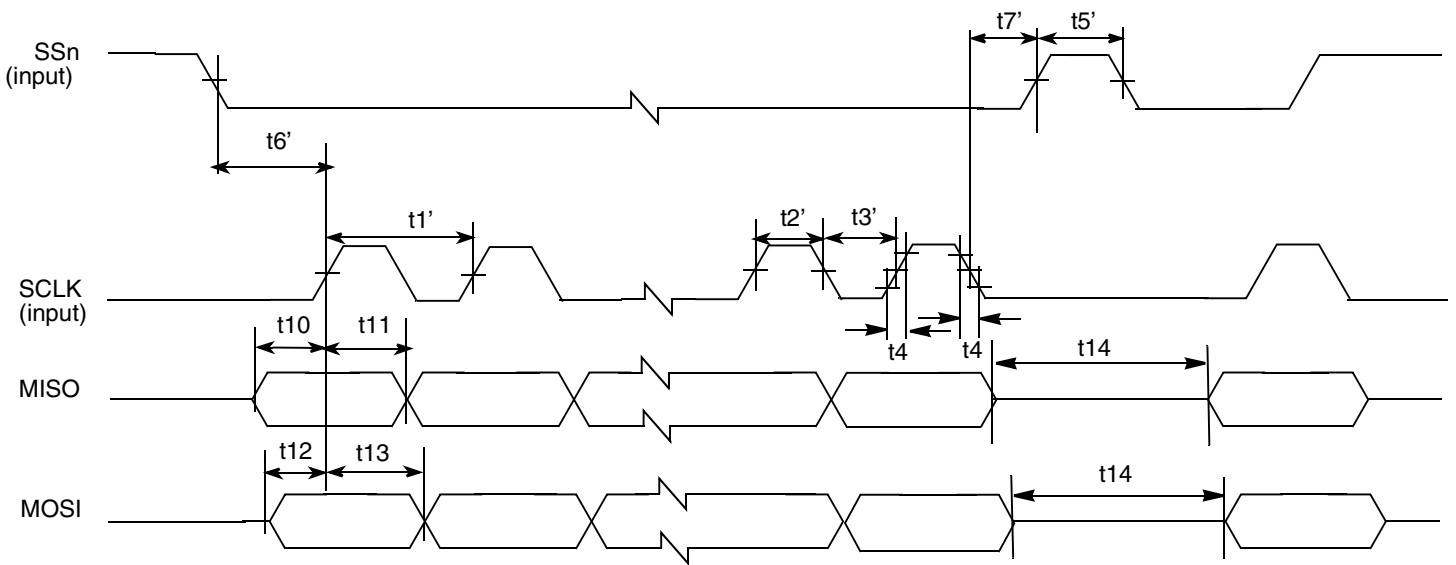 t7’ t5’
SSn
(input)
t6’
t1’ t2’ t3’
SCLK
(input)
t10 t11 t4 t4 t14
MISO
t12 t13 t14
MOSI